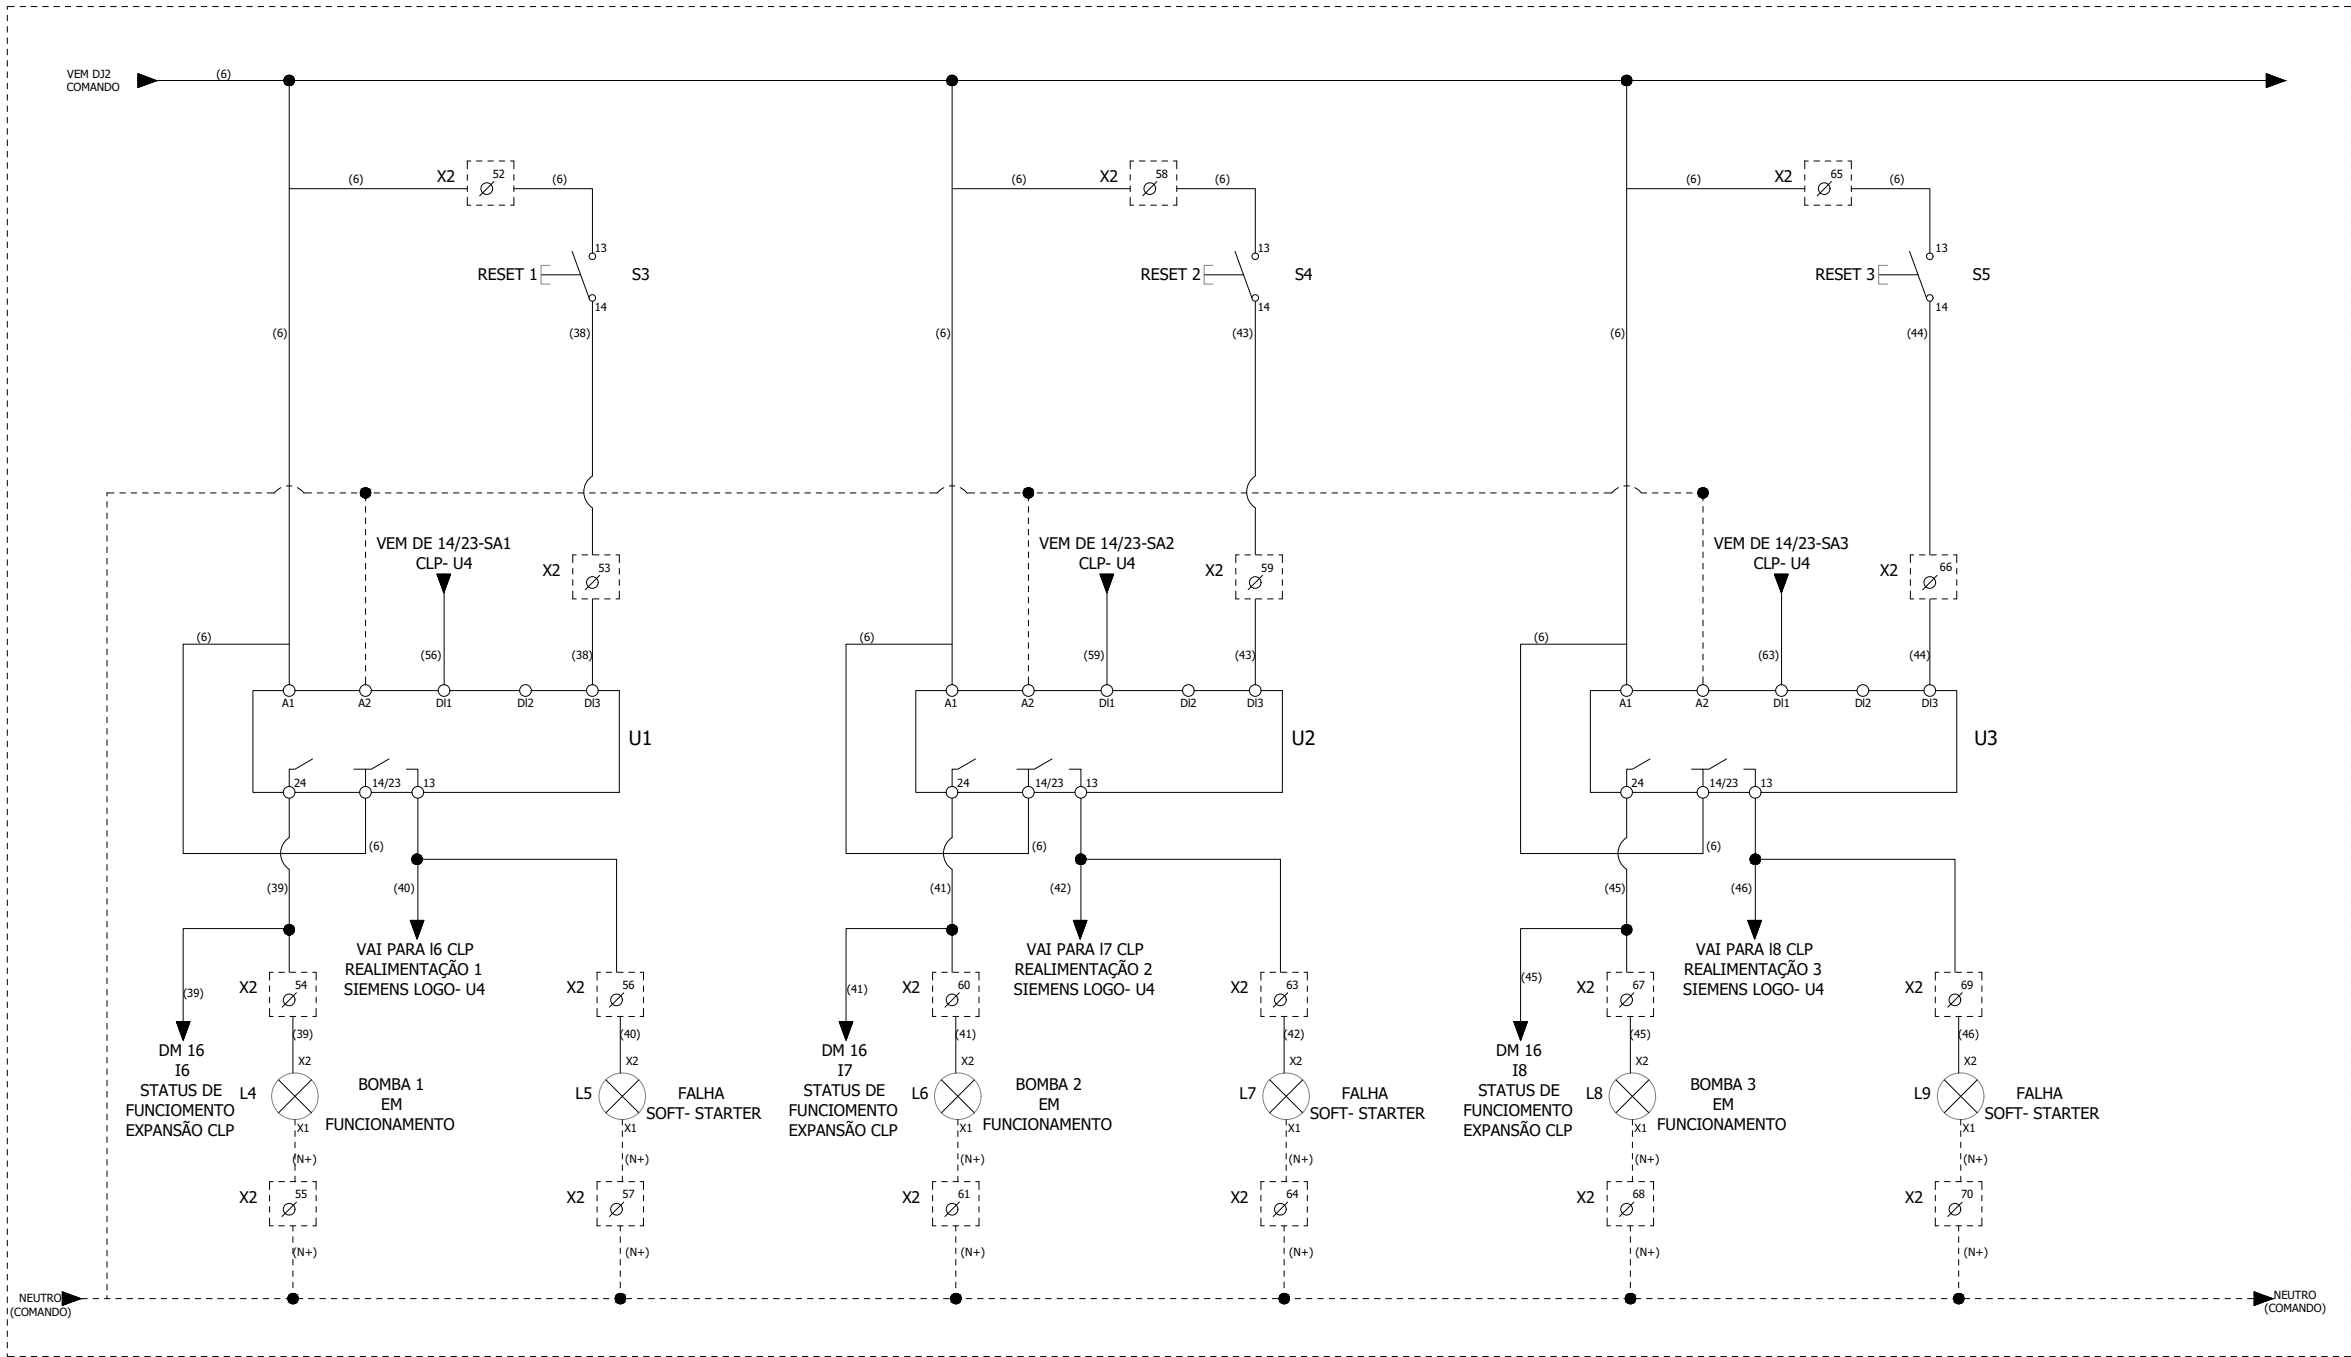 VEM DJ2
COMANDO
(6)
X2
52
(6)
(6)
13
RESET 1
S3
14
(6)
(38)
VEM DE 14/23-SA1
CLP- U4
X2
53
(6)
(56)
(38)
A1
A2
DI1
DI2
DI3
U1
24
14/23
13
(6)
(39)
(40)
VAI PARA I6 CLP
REALIMENTAÇÃO 1
SIEMENS LOGO- U4
(39)
X2
54
X2
56
(39)
(40)
DM 16
I6
STATUS DE
FUNCIOMENTO
EXPANSÃO CLP
X2
L4
X1
BOMBA 1
EM
FUNCIONAMENTO
X2
L5
X1
FALHA
SOFT- STARTER
(N+)
(N+)
X2
55
X2
57
(N+)
(N+)
X2
58
(6)
(6)
13
RESET 2
S4
14
(6)
(43)
VEM DE 14/23-SA2
CLP- U4
X2
59
(6)
(59)
(43)
A1
A2
DI1
DI2
DI3
U2
24
14/23
13
(6)
(41)
(42)
VAI PARA I7 CLP
REALIMENTAÇÃO 2
SIEMENS LOGO- U4
(41)
X2
60
X2
63
(41)
(42)
DM 16
I7
STATUS DE
FUNCIOMENTO
EXPANSÃO CLP
X2
L6
X1
BOMBA 2
EM
FUNCIONAMENTO
X2
L7
X1
FALHA
SOFT- STARTER
(N+)
(N+)
X2
61
X2
64
(N+)
(N+)
X2
65
(6)
(6)
13
RESET 3
S5
14
(6)
(44)
VEM DE 14/23-SA3
CLP- U4
X2
66
(6)
(63)
(44)
A1
A2
DI1
DI2
DI3
U3
24
14/23
13
(6)
(45)
(46)
VAI PARA I8 CLP
REALIMENTAÇÃO 3
SIEMENS LOGO- U4
(45)
X2
67
X2
69
(45)
(46)
DM 16
I8
STATUS DE
FUNCIOMENTO
EXPANSÃO CLP
X2
L8
X1
BOMBA 3
EM
FUNCIONAMENTO
X2
L9
X1
FALHA
SOFT- STARTER
(N+)
(N+)
X2
68
X2
70
(N+)
(N+)
NEUTRO
(COMANDO)
NEUTRO
(COMANDO)